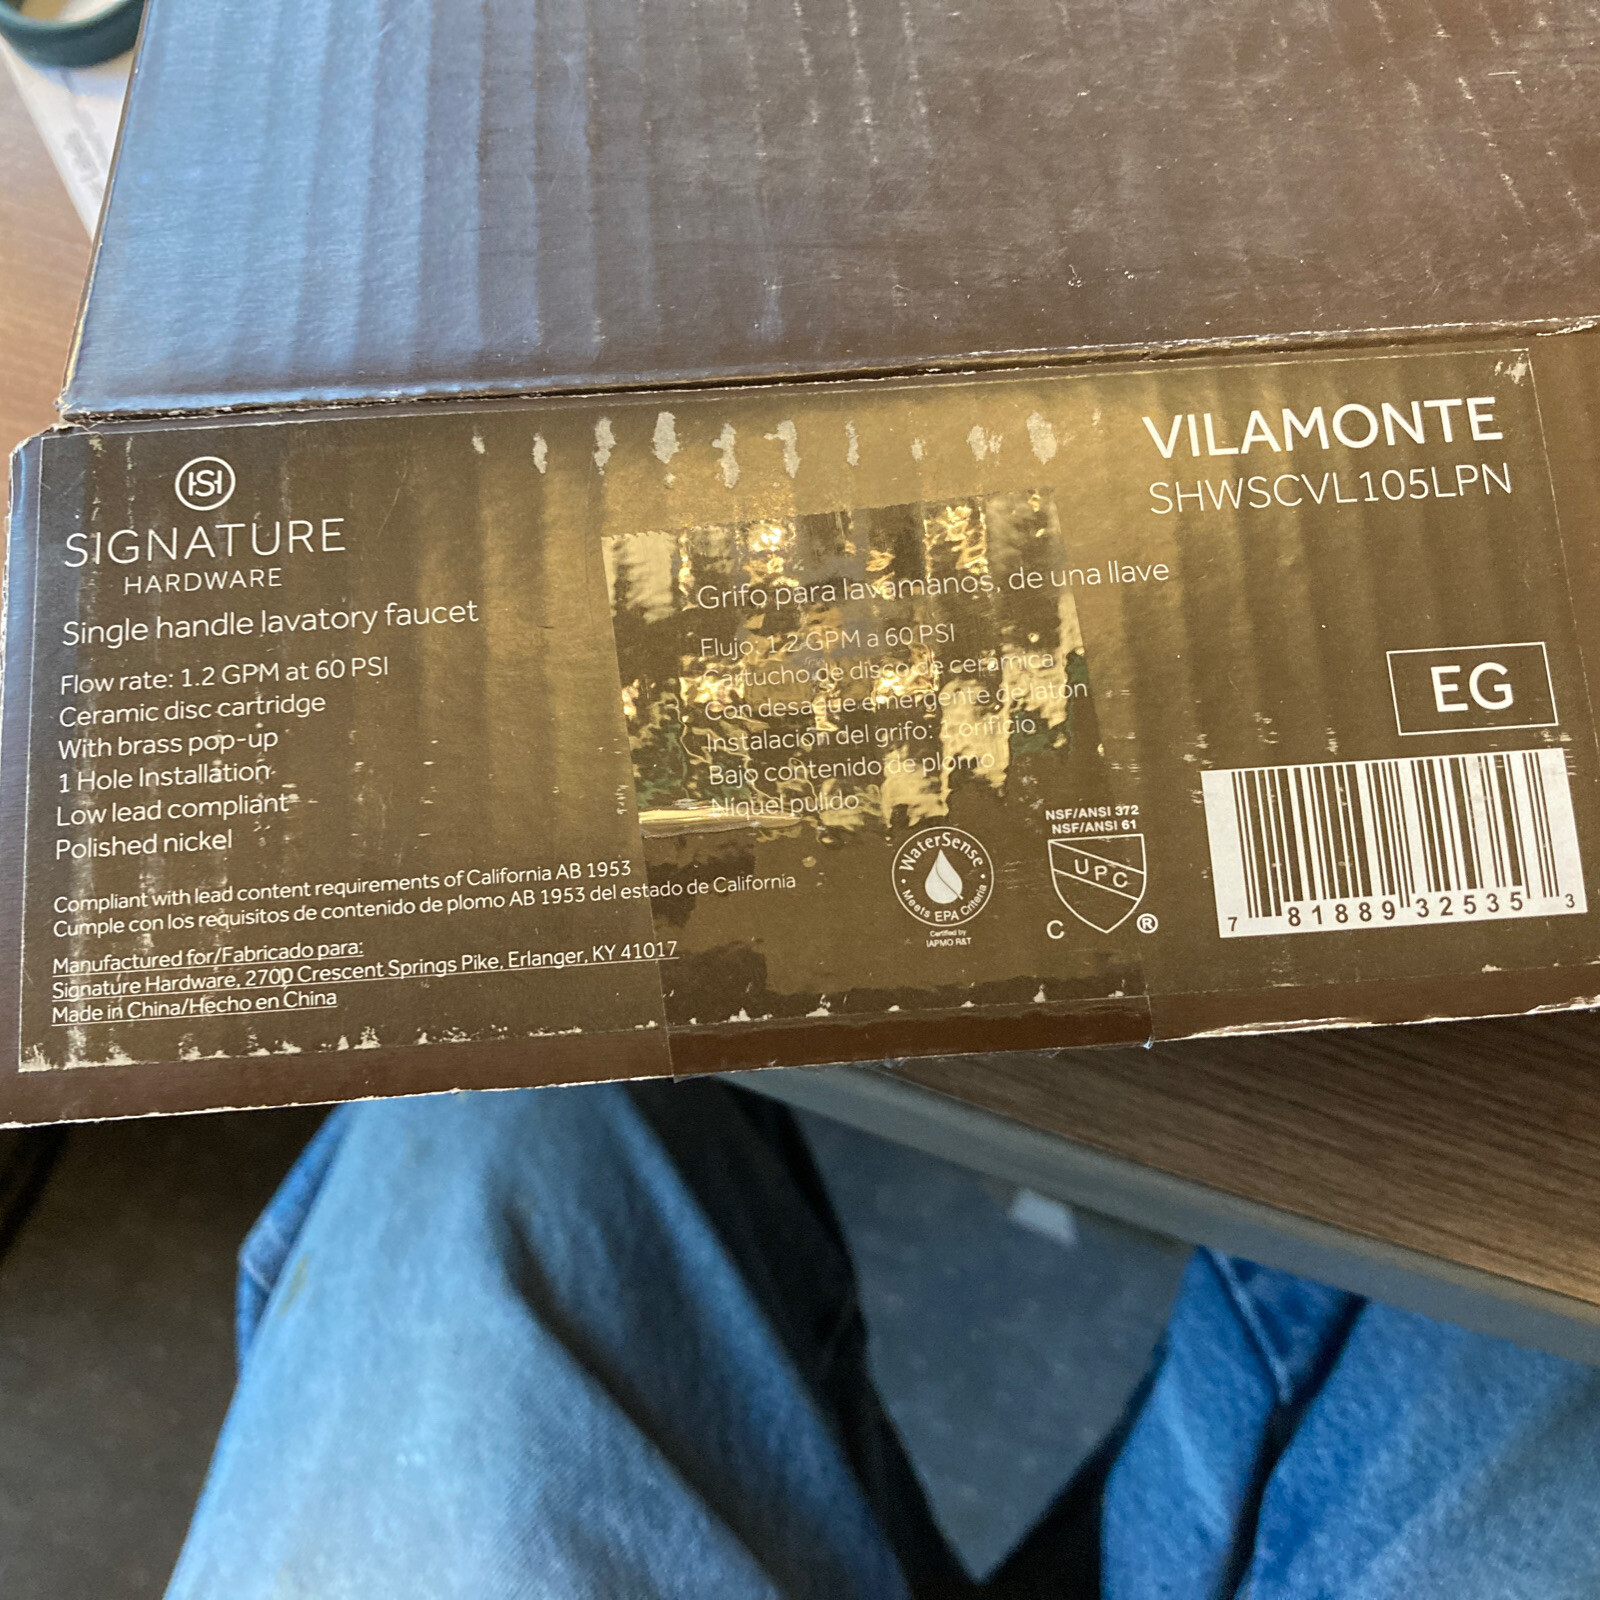 HS
SIGNATURE
HARDWARE
Single handle lavatory faucet
Flow rate: 1.2 GPM at 60 PSI
Ceramic disc cartridge
With brass pop-up
1 Hole Installation
Low lead compliant
Polished nickel
Compliant with lead content requirements of California AB 1953
Cumple con los requisitos de contenido de plomo AB 1953 del estado de California
Manufactured for/Fabricado para:
Signature Hardware, 2700 Crescent Springs Pike, Erlanger, KY 41017
Made in China/Hecho en China
Grifo para lavamanos, de una llave
Flujo: 1.2 GPM a 60 PSI
Cartucho de disco de cerámica
Con desagüe emergente de latón
Instalación del grifo: 1 orificio
Bajo contenido de plomo
Níquel pulido
WaterSense
Meets EPA Criteria
Certified by
IAPMO R&T
NSF/ANSI 372
NSF/ANSI 61
UPC
C ®
VILAMONTE
SHWSCVL105LPN
EG
7 81889 32535 3